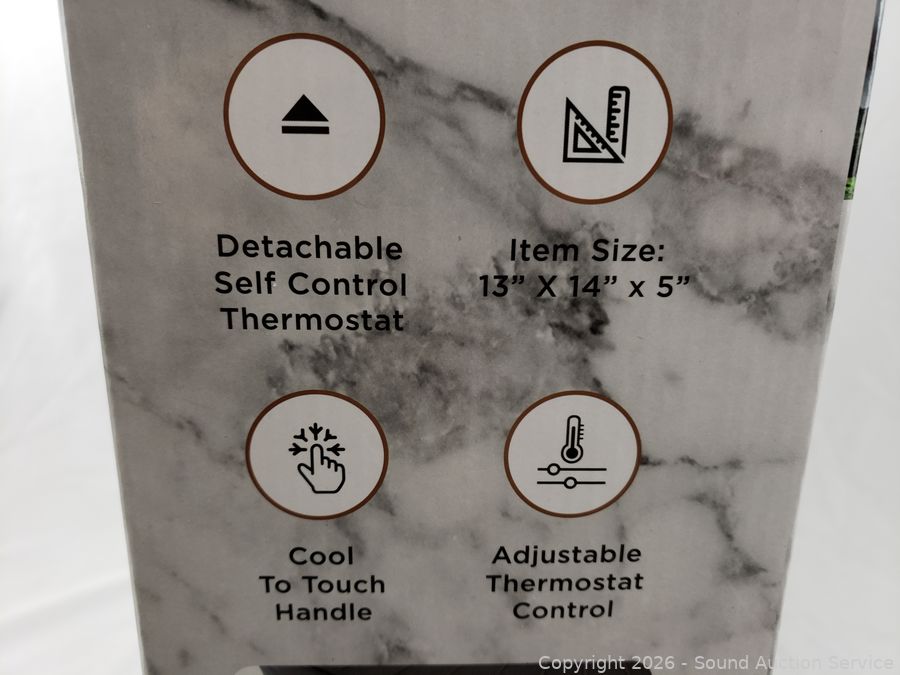 Detachable
Self Control
Thermostat
Item Size:
13” X 14” x 5”
Cool
To Touch
Handle
Adjustable
Thermostat
Control
Copyright 2026 - Sound Auction Service